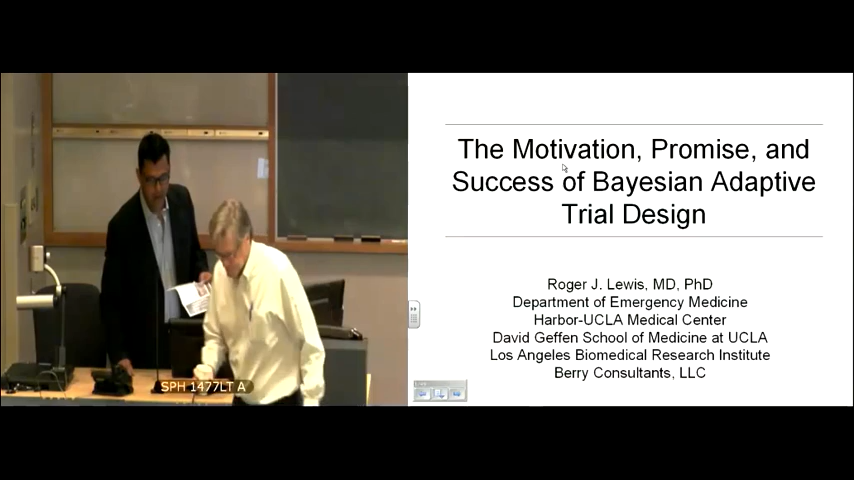 The Motivation, Promise, and
Success of Bayesian Adaptive
Trial Design
Roger J. Lewis, MD, PhD
Department of Emergency Medicine
Harbor-UCLA Medical Center
David Geffen School of Medicine at UCLA
Los Angeles Biomedical Research Institute
Berry Consultants, LLC
SPH 1477LT A